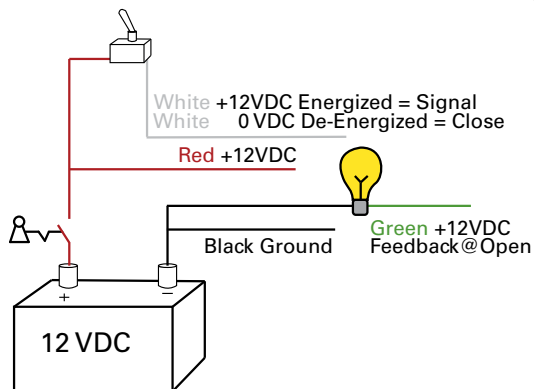 White +12VDC Energized = Signal
White 0 VDC De-Energized = Close
Red +12VDC
Green +12VDC
Black Ground Feedback@Open
+ −
12 VDC